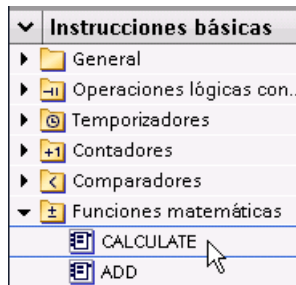 Instrucciones básicas
General
Operaciones lógicas con..
Temporizadores
Contadores
Comparadores
Funciones matemáticas
CALCULATE
ADD